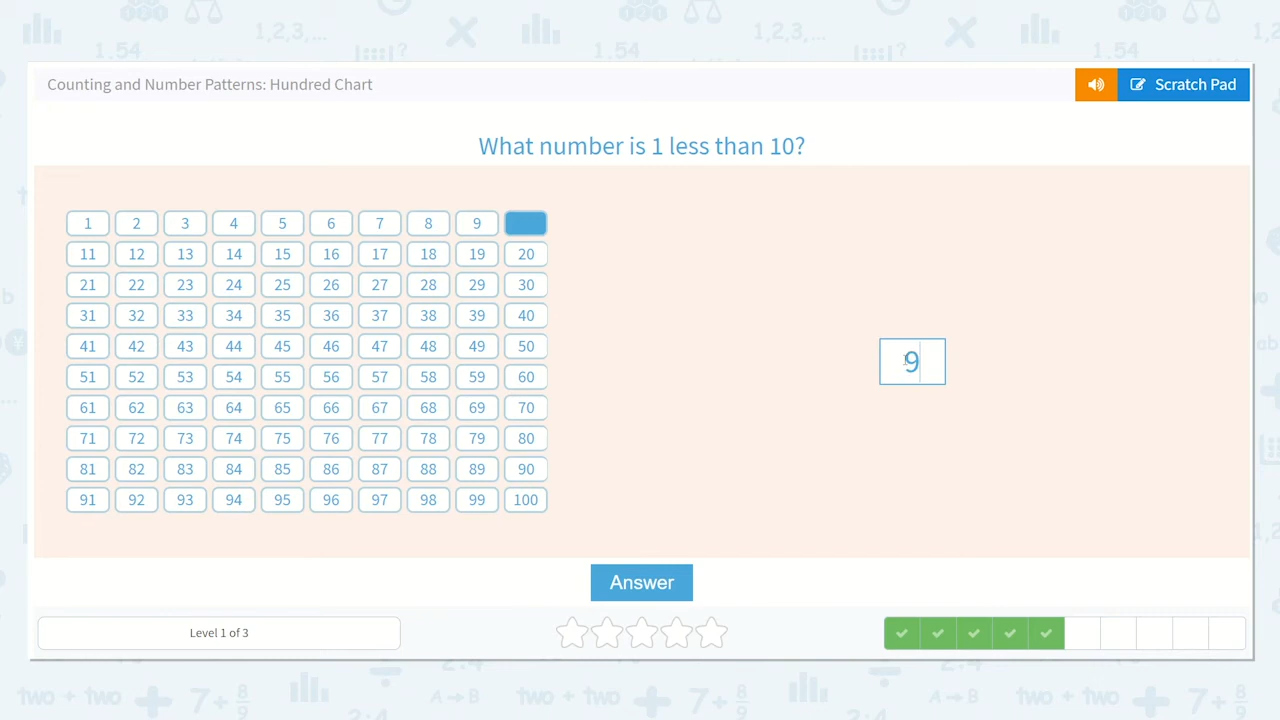 Counting and Number Patterns: Hundred Chart
Scratch Pad
What number is 1 less than 10?
1 2 3 4 5 6 7 8 9
11 12 13 14 15 16 17 18 19 20
21 22 23 24 25 26 27 28 29 30
31 32 33 34 35 36 37 38 39 40
41 42 43 44 45 46 47 48 49 50
51 52 53 54 55 56 57 58 59 60
61 62 63 64 65 66 67 68 69 70
71 72 73 74 75 76 77 78 79 80
81 82 83 84 85 86 87 88 89 90
91 92 93 94 95 96 97 98 99 100
9
Answer
Level 1 of 3